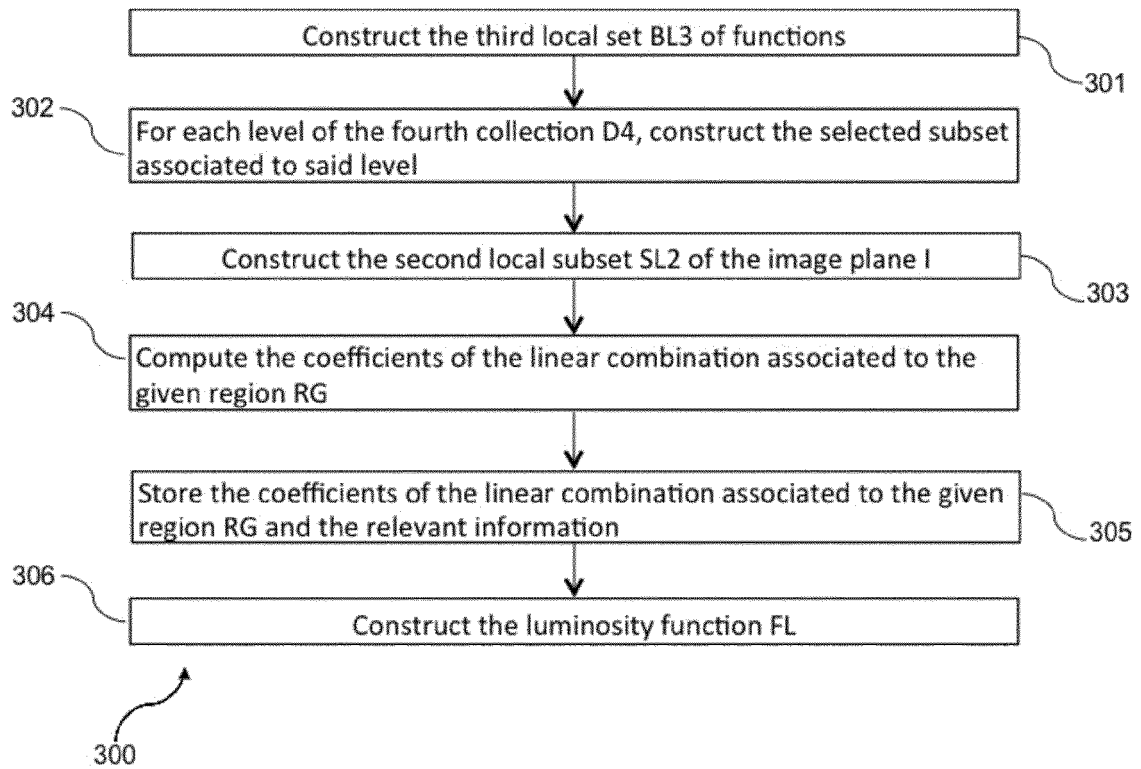 Construct the third local set BL3 of functions
301
302
For each level of the fourth collection D4, construct the selected subset
associated to said level
Construct the second local subset SL2 of the image plane I
303
304
Compute the coefficients of the linear combination associated to the
given region RG
Store the coefficients of the linear combination associated to the given
region RG and the relevant information
305
306
Construct the luminosity function FL
300